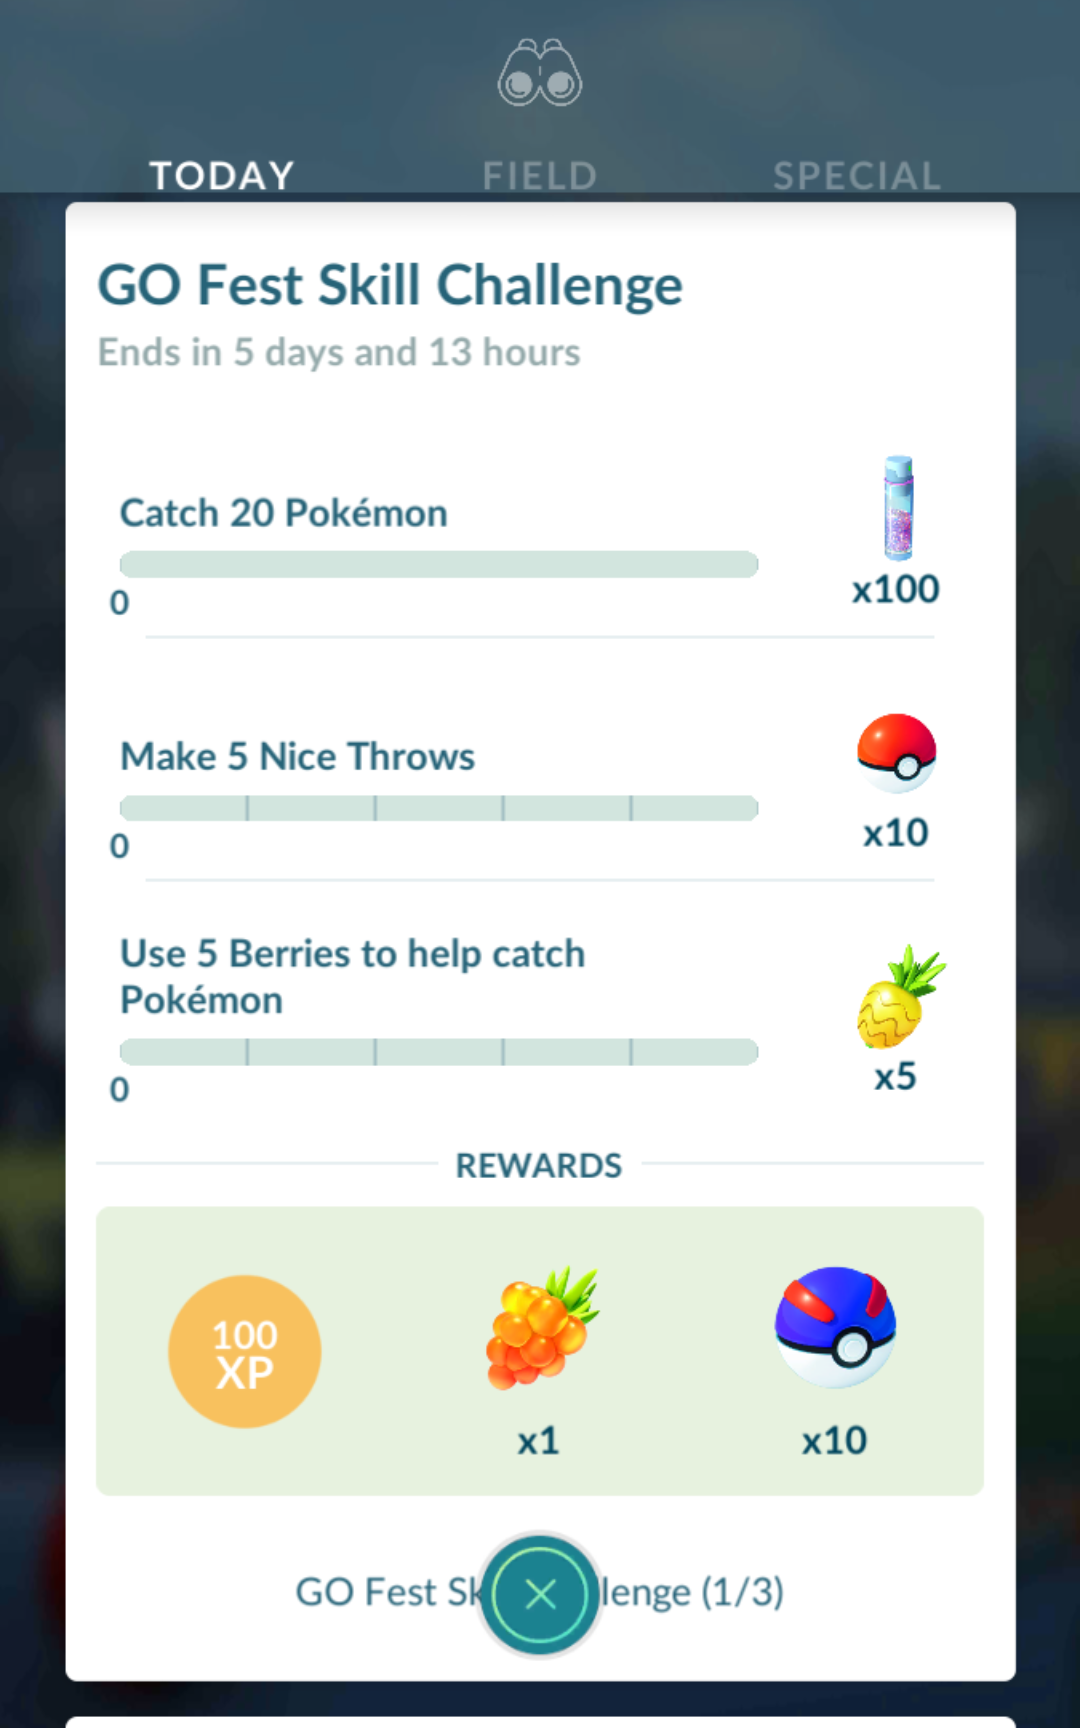 TODAY FIELD SPECIAL
GO Fest Skill Challenge
Ends in 5 days and 13 hours
Catch 20 Pokémon
x100
0
Make 5 Nice Throws
x10
0
Use 5 Berries to help catch
Pokémon
x5
0
REWARDS
100
XP
x1
x10
GO Fest Sk lenge (1/3)